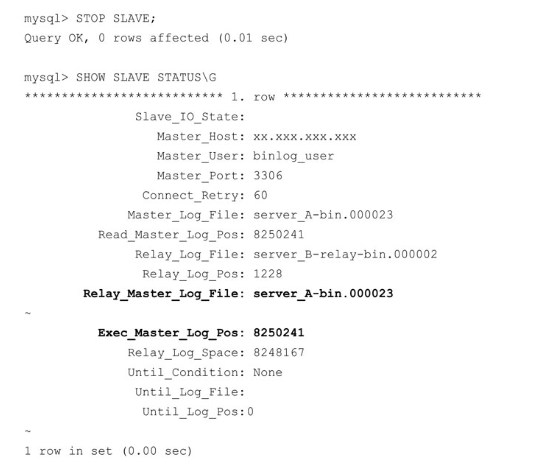 mysql> STOP SLAVE;
Query OK, 0 rows affected (0.01 sec)
mysql> SHOW SLAVE STATUS\G
*************************** 1. row ***************************
Slave_IO_State:
Master_Host: xx.xxx.xxx.xxx
Master_User: binlog_user
Master_Port: 3306
Connect_Retry: 60
Master_Log_File: server_A-bin.000023
Read_Master_Log_Pos: 8250241
Relay_Log_File: server_B-relay-bin.000002
Relay_Log_Pos: 1228
Relay_Master_Log_File: server_A-bin.000023
~
Exec_Master_Log_Pos: 8250241
Relay_Log_Space: 8248167
Until_Condition: None
Until_Log_File:
Until_Log_Pos:0
~
1 row in set (0.00 sec)